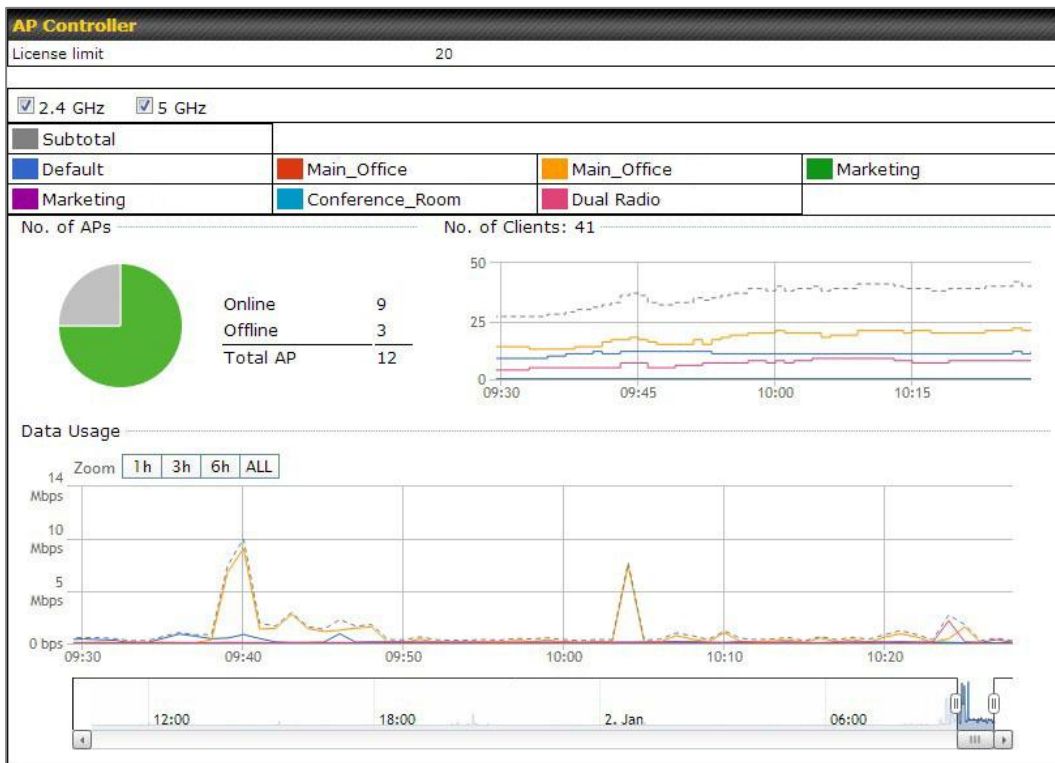 AP Controller
License limit 20
2.4 GHz 5 GHz
Subtotal
Default Main_Office Main_Office Marketing
Marketing Conference_Room Dual Radio
No. of APs No. of Clients: 41
Online 9
Offline 3
Total AP 12
50
25
0
09:30 09:45 10:00 10:15
Data Usage
Zoom 1h 3h 6h ALL
14
Mbps
10
Mbps
5
Mbps
0 bps
09:30 09:40 09:50 10:00 10:10 10:20
12:00 18:00 2. Jan 06:00